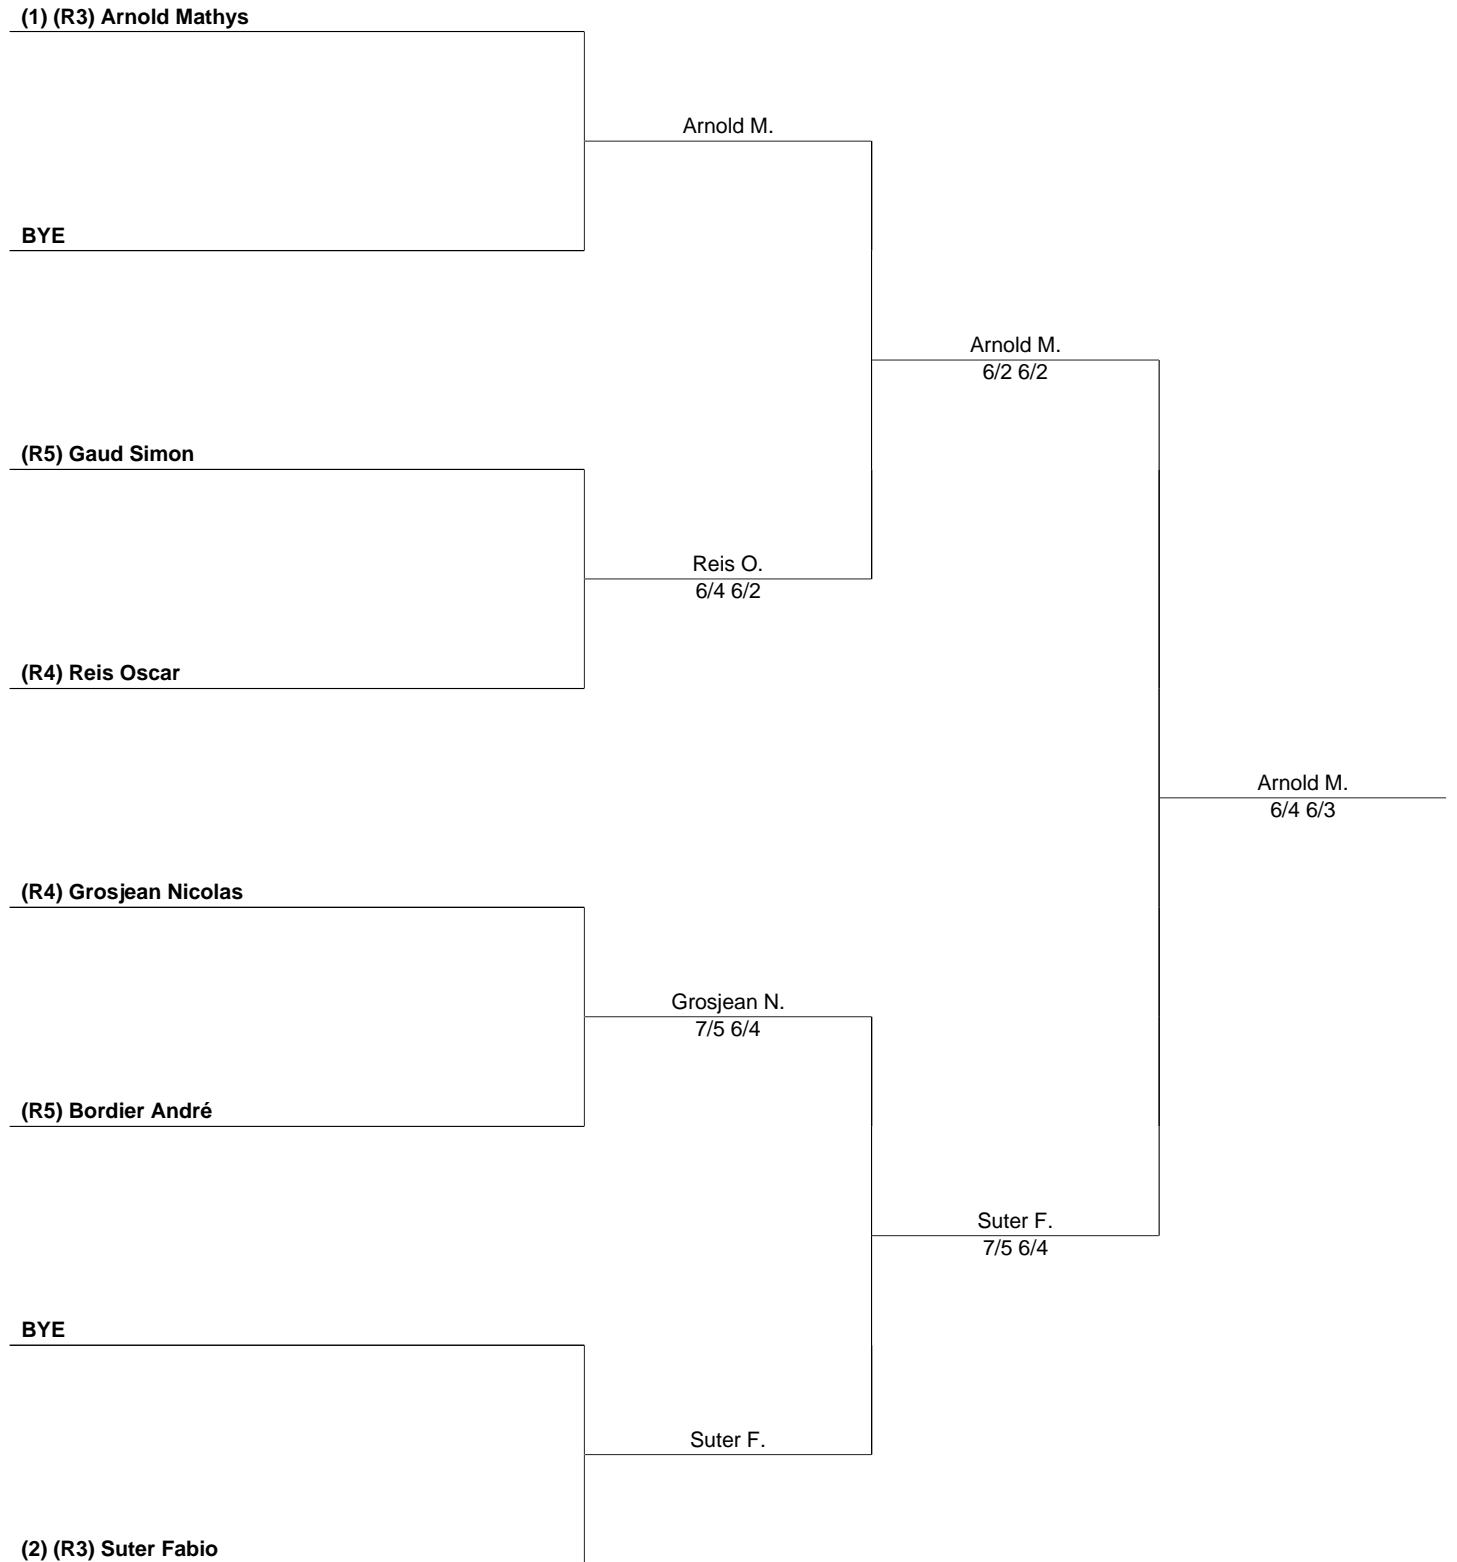 (1) (R3) Arnold Mathys
Arnold M.
BYE
Arnold M.
6/2 6/2
(R5) Gaud Simon
Reis O.
6/4 6/2
(R4) Reis Oscar
Arnold M.
6/4 6/3
(R4) Grosjean Nicolas
Grosjean N.
7/5 6/4
(R5) Bordier André
Suter F.
7/5 6/4
BYE
Suter F.
(2) (R3) Suter Fabio